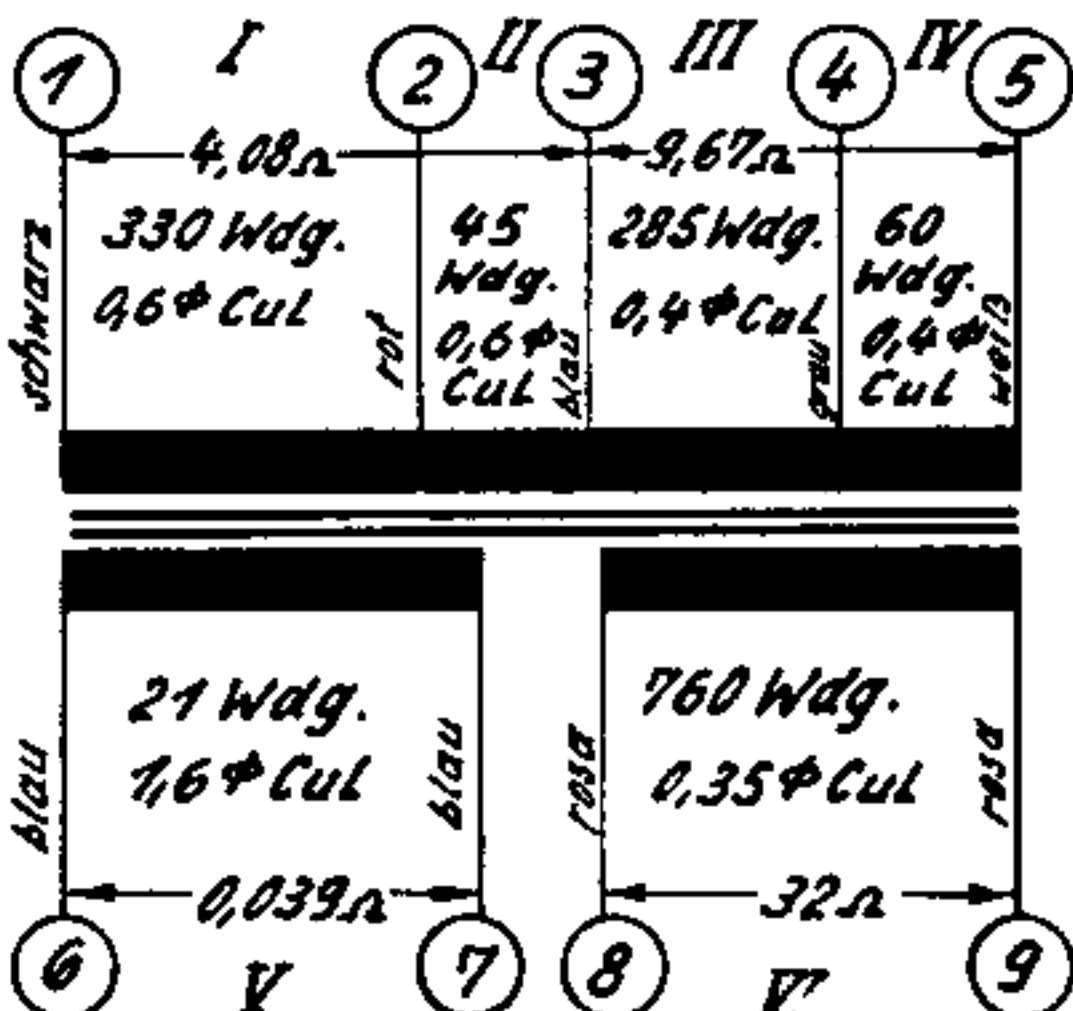 1 I 2 II 3 III 4 IV 5
4,08Ω 9,67Ω
schwarz
330 Wdg.
0,6 ϕ CuL
rot
45
Wdg.
0,6 ϕ
CuL
blau
285 Wdg.
0,4 ϕ CuL
grau
60
Wdg.
0,4 ϕ
CuL
weiß
blau
21 Wdg.
1,6 ϕ CuL
blau
rosa
760 Wdg.
0,35 ϕ CuL
rosa
0,039Ω 32Ω
6 V 7 8 VI 9